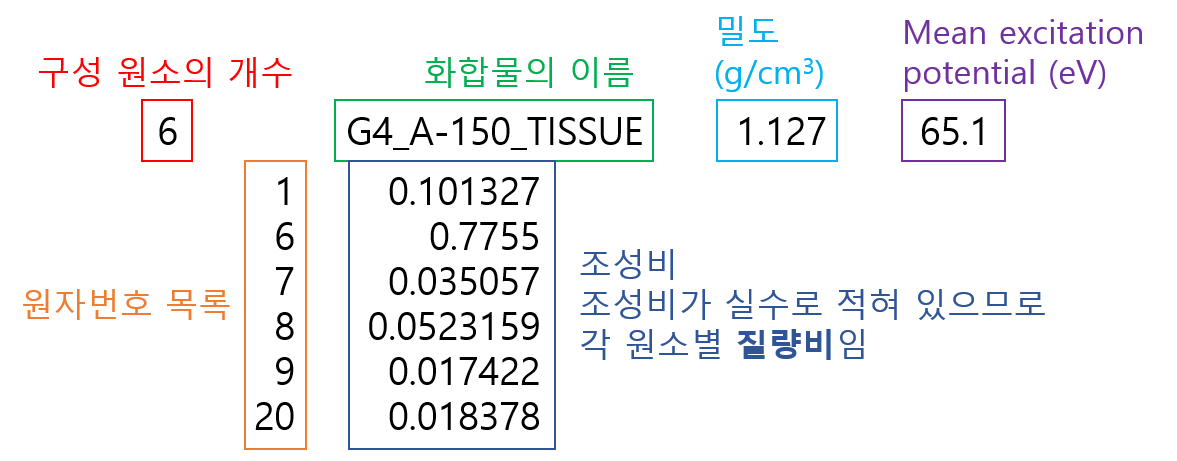 구성 원소의 개수
6
화합물의 이름
G4_A-150_TISSUE
밀도
(g/cm³)
1.127
Mean excitation
potential (eV)
65.1
원자번호 목록
1 0.101327
6 0.7755
7 0.035057
8 0.0523159
9 0.017422
20 0.018378
조성비
조성비가 실수로 적혀 있으므로
각 원소별 질량비임